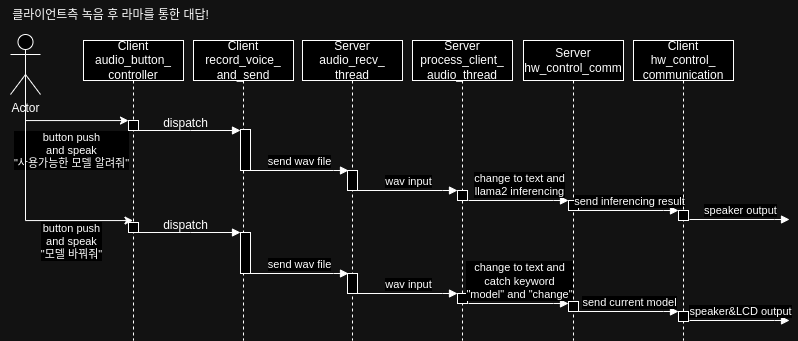 클라이언트측 녹음 후 라마를 통한 대답!
Client
audio_button_
controller
Client
record_voice_
and_send
Server
audio_recv_
thread
Server
process_client_
audio_thread
Server
hw_control_comm
Client
hw_control_
communication
Actor
button push
and speak
"사용가능한 모델 알려줘"
dispatch
send wav file
wav input
change to text and
llama2 inferencing
send inferencing result
speaker output
button push
and speak
"모델 바꿔줘"
dispatch
send wav file
wav input
change to text and
catch keyword
"model" and "change"
send current model
speaker&LCD output